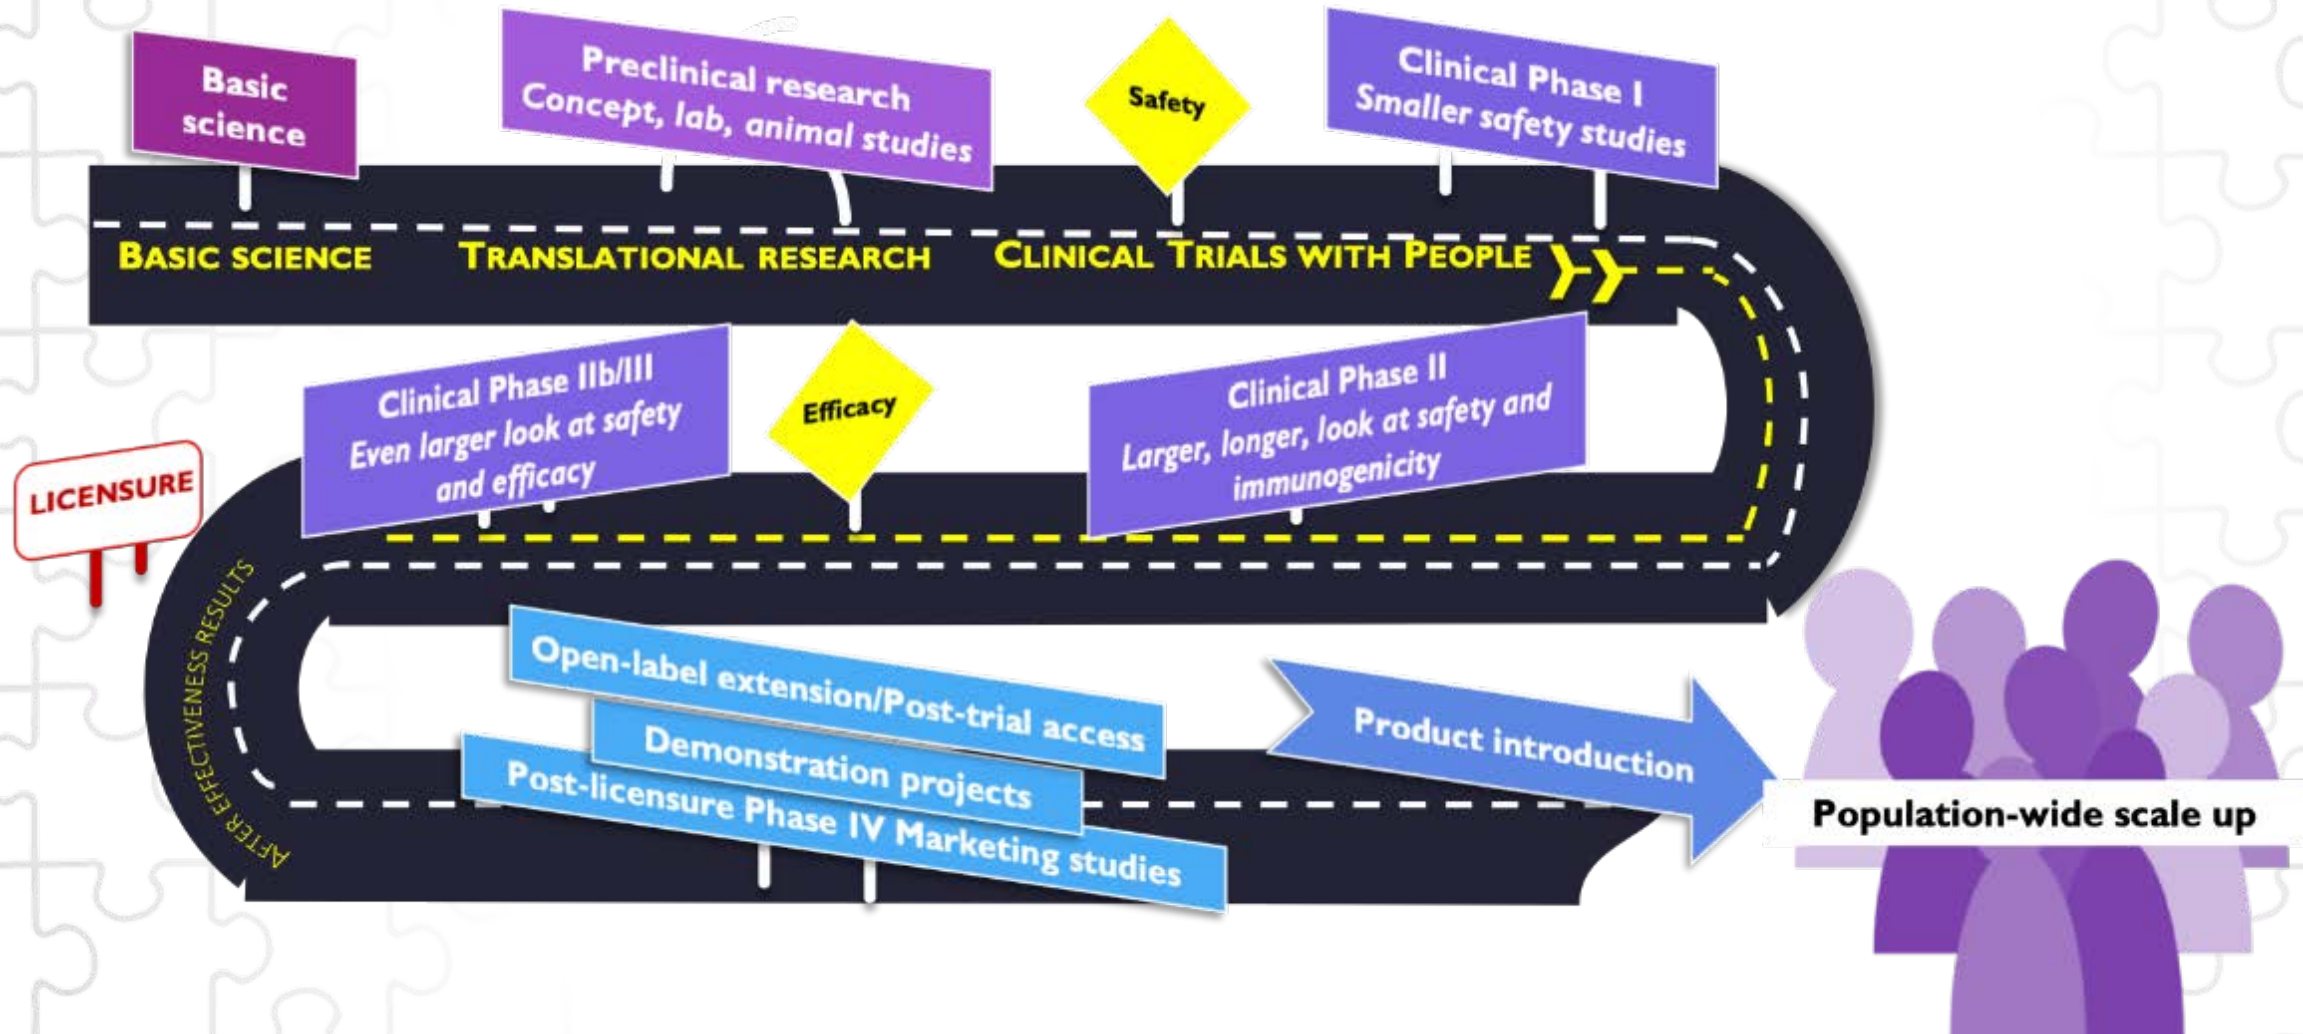 Basic
science
Preclinical research
Concept, lab, animal studies
Safety
Clinical Phase I
Smaller safety studies
BASIC SCIENCE
TRANSLATIONAL RESEARCH
CLINICAL TRIALS WITH PEOPLE
Clinical Phase IIb/III
Even larger look at safety
and efficacy
Efficacy
Clinical Phase II
Larger, longer, look at safety and
immunogenicity
LICENSURE
AFTER EFFECTIVENESS RESULTS
Open-label extension/Post-trial access
Demonstration projects
Post-licensure Phase IV Marketing studies
Product introduction
Population-wide scale up